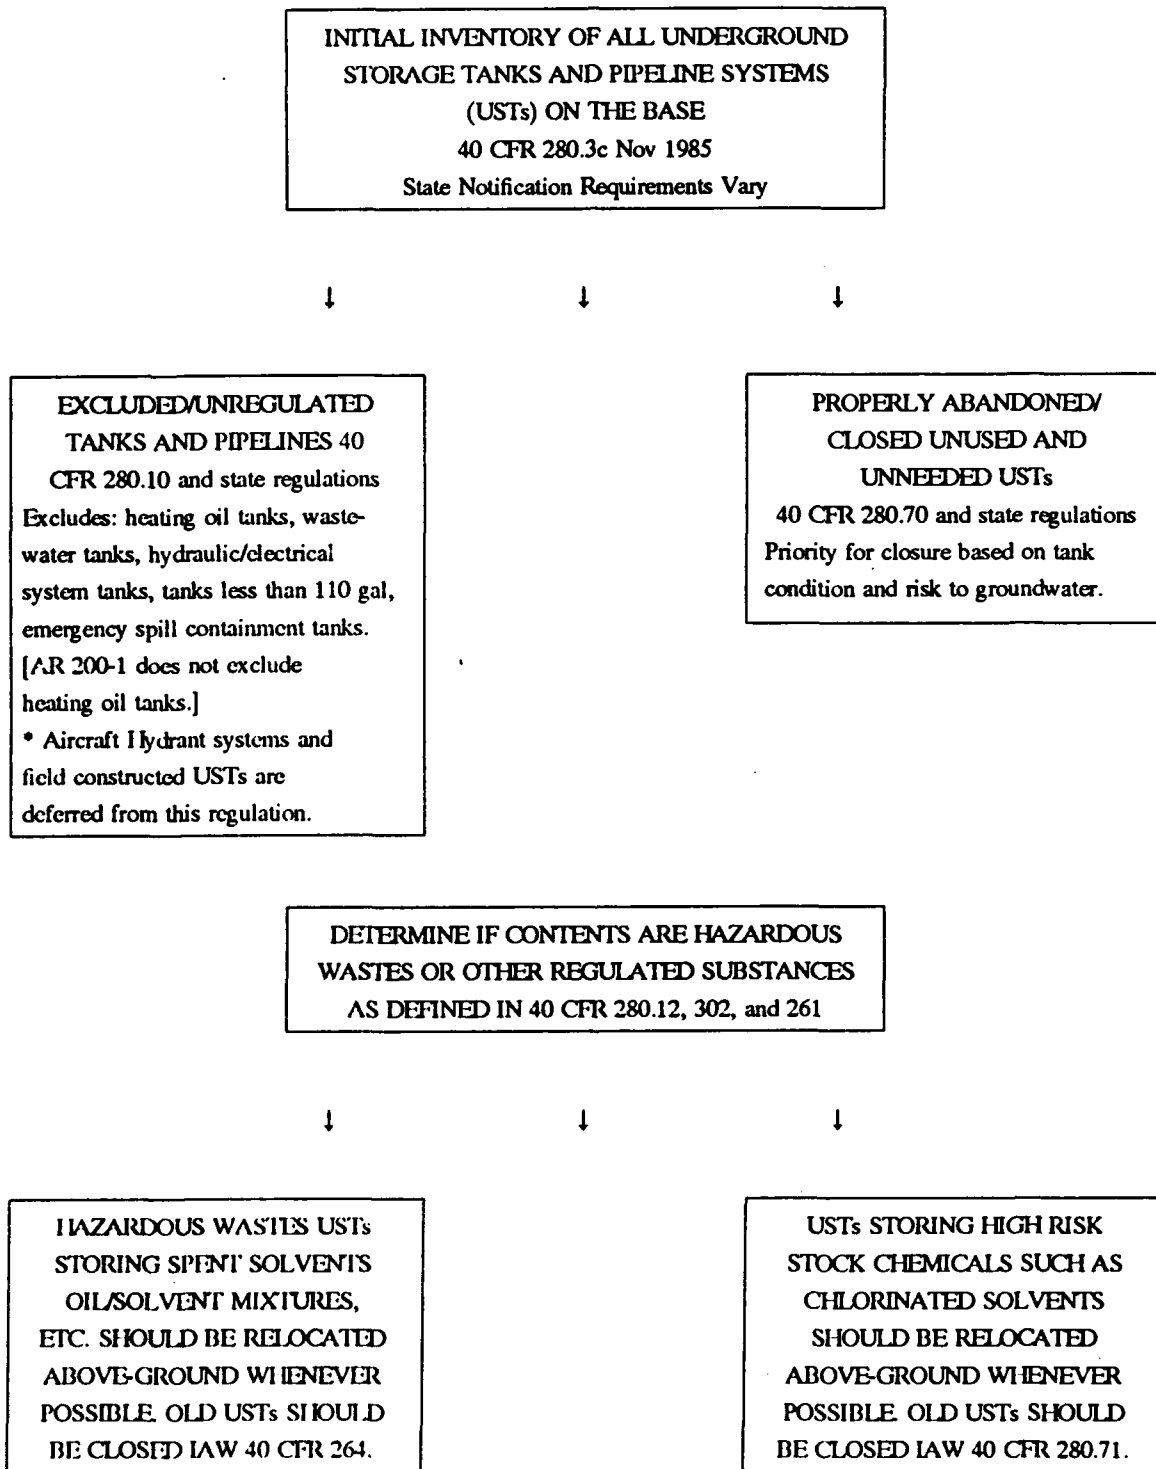 INITIAL INVENTORY OF ALL UNDERGROUND
STORAGE TANKS AND PIPELINE SYSTEMS
(USTs) ON THE BASE
40 CFR 280.3c Nov 1985
State Notification Requirements Vary
↓ ↓ ↓
EXCLUDED/UNREGULATED
TANKS AND PIPELINES 40
CFR 280.10 and state regulations
Excludes: heating oil tanks, waste-
water tanks, hydraulic/electrical
system tanks, tanks less than 110 gal,
emergency spill containment tanks.
[AR 200-1 does not exclude
heating oil tanks.]
* Aircraft Hydrant systems and
field constructed USTs are
deferred from this regulation.
PROPERLY ABANDONED/
CLOSED UNUSED AND
UNNEEDED USTs
40 CFR 280.70 and state regulations
Priority for closure based on tank
condition and risk to groundwater.
DETERMINE IF CONTENTS ARE HAZARDOUS
WASTES OR OTHER REGULATED SUBSTANCES
AS DEFINED IN 40 CFR 280.12, 302, and 261
↓ ↓ ↓
HAZARDOUS WASTES USTs
STORING SPENT SOLVENTS
OIL/SOLVENT MIXTURES,
ETC. SHOULD BE RELOCATED
ABOVE-GROUND WHENEVER
POSSIBLE. OLD USTs SHOULD
BE CLOSED IAW 40 CFR 264.
USTs STORING HIGH RISK
STOCK CHEMICALS SUCH AS
CHLORINATED SOLVENTS
SHOULD BE RELOCATED
ABOVE-GROUND WHENEVER
POSSIBLE. OLD USTs SHOULD
BE CLOSED IAW 40 CFR 280.71.